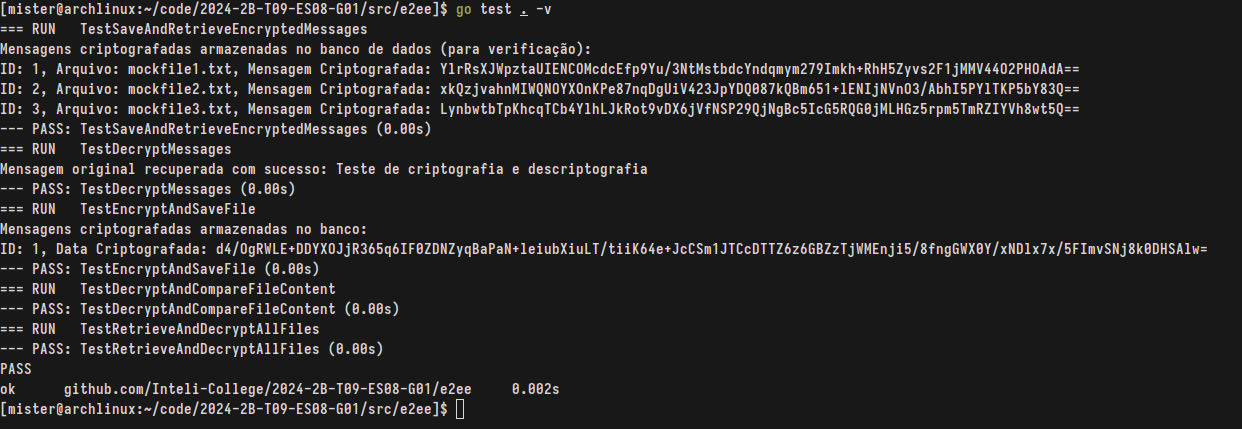 [mister@archlinux:~/code/2024-2B-T09-ES08-G01/src/e2ee]$ go test . -v
=== RUN   TestSaveAndRetrieveEncryptedMessages
Mensagens criptografadas armazenadas no banco de dados (para verificação):
ID: 1, Arquivo: mockfile1.txt, Mensagem Criptografada: YlrRsXJWpztaUIENCOMcdcEfp9Yu/3NtMstbdcYndqmym279Imkh+RhH5Zyvs2F1jMMV44O2PHOAdA==
ID: 2, Arquivo: mockfile2.txt, Mensagem Criptografada: xkQzjvahnMIWQNOYXOnKPe87nqDgUiV423JpYDQ087kQBm651+lENIjNVnO3/AbhI5PYlTKP5bY83Q==
ID: 3, Arquivo: mockfile3.txt, Mensagem Criptografada: LynbwtbTpKhcqTCb4YlhLJkRot9vDX6jVfNSP29QjNgBc5IcG5RQG0jMLHGz5rpm5TmRZIYVh8wt5Q==
--- PASS: TestSaveAndRetrieveEncryptedMessages (0.00s)
=== RUN   TestDecryptMessages
Mensagem original recuperada com sucesso: Teste de criptografia e descriptografia
--- PASS: TestDecryptMessages (0.00s)
=== RUN   TestEncryptAndSaveFile
Mensagens criptografadas armazenadas no banco:
ID: 1, Data Criptografada: d4/OgRWLE+DDYXOJjR365q6IF0ZDNZyqBaPaN+leiubXiuLT/tiiK64e+JcCSm1JTCcDTTZ6z6GBZzTjWMEnji5/8fngGWX0Y/xNDlx7x/5FImvSNj8k0DHSAlw=
--- PASS: TestEncryptAndSaveFile (0.00s)
=== RUN   TestDecryptAndCompareFileContent
--- PASS: TestDecryptAndCompareFileContent (0.00s)
=== RUN   TestRetrieveAndDecryptAllFiles
--- PASS: TestRetrieveAndDecryptAllFiles (0.00s)
PASS
ok      github.com/Inteli-College/2024-2B-T09-ES08-G01/e2ee     0.002s
[mister@archlinux:~/code/2024-2B-T09-ES08-G01/src/e2ee]$